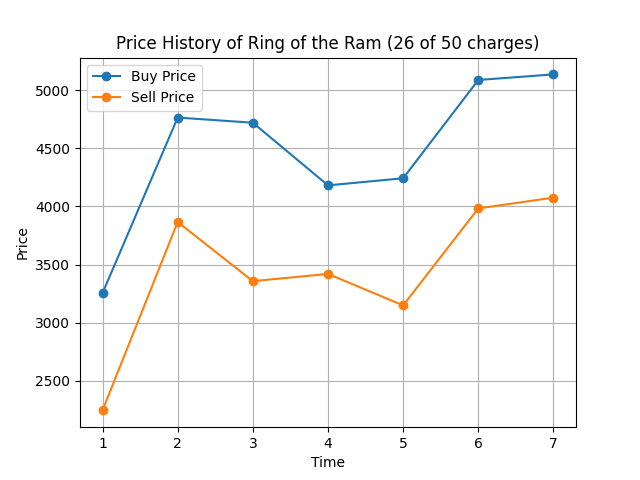 Price History of Ring of the Ram (26 of 50 charges)
Buy Price
Sell Price
5000
4500
4000
3500
3000
2500
Price
1 2 3 4 5 6 7
Time